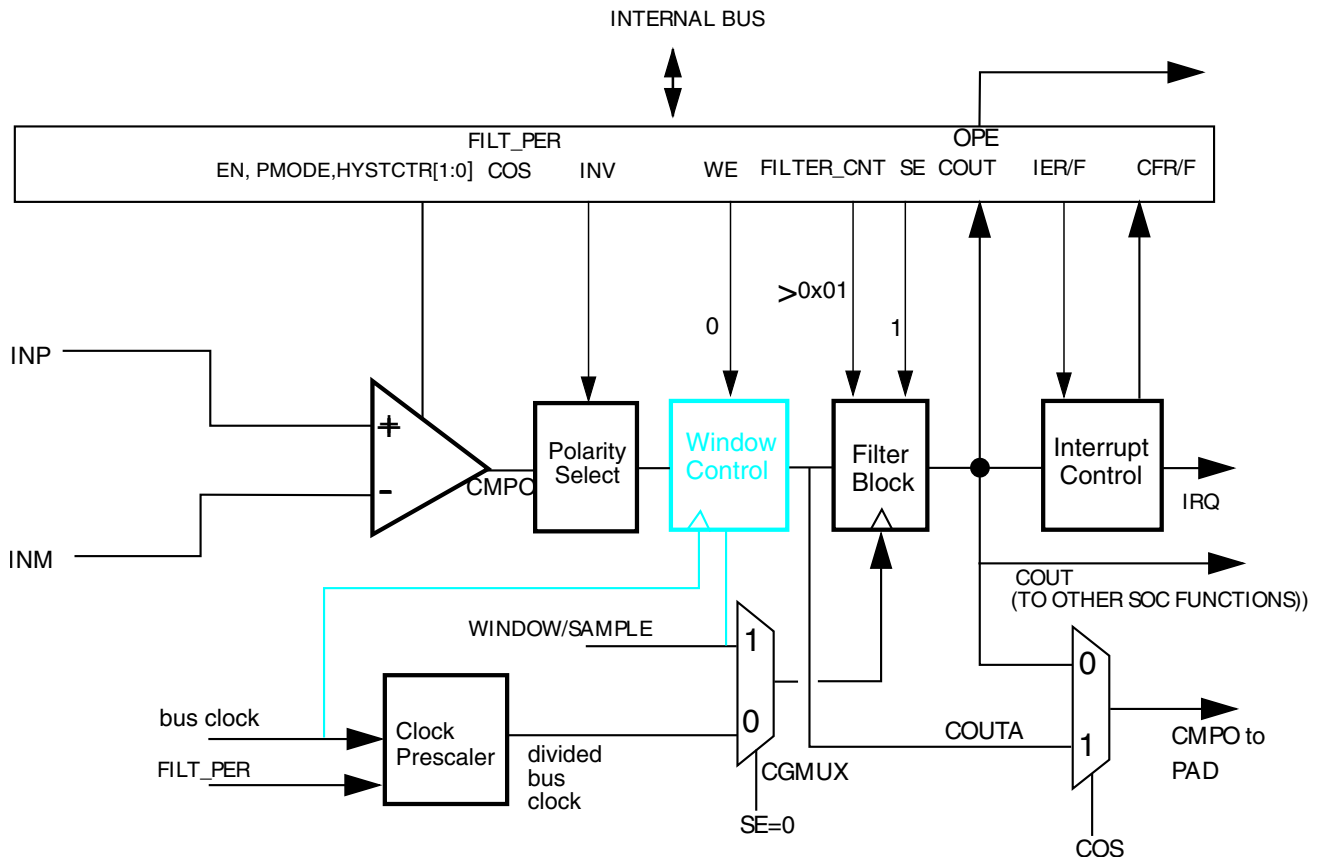 INTERNAL BUS
FILT_PER
OPE
EN, PMODE,HYSTCTR[1:0] COS INV WE FILTER_CNT SE COUT IER/F CFR/F
>0x01
0
1
INP
+
-
INM
CMPO
Polarity
Select
Window
Control
Filter
Block
Interrupt
Control
IRQ
COUT
(TO OTHER SOC FUNCTIONS))
WINDOW/SAMPLE
1
0
CGMUX
SE=0
bus clock
FILT_PER
Clock
Prescaler
divided
bus
clock
COUTA
0
1
CMPO to
PAD
COS